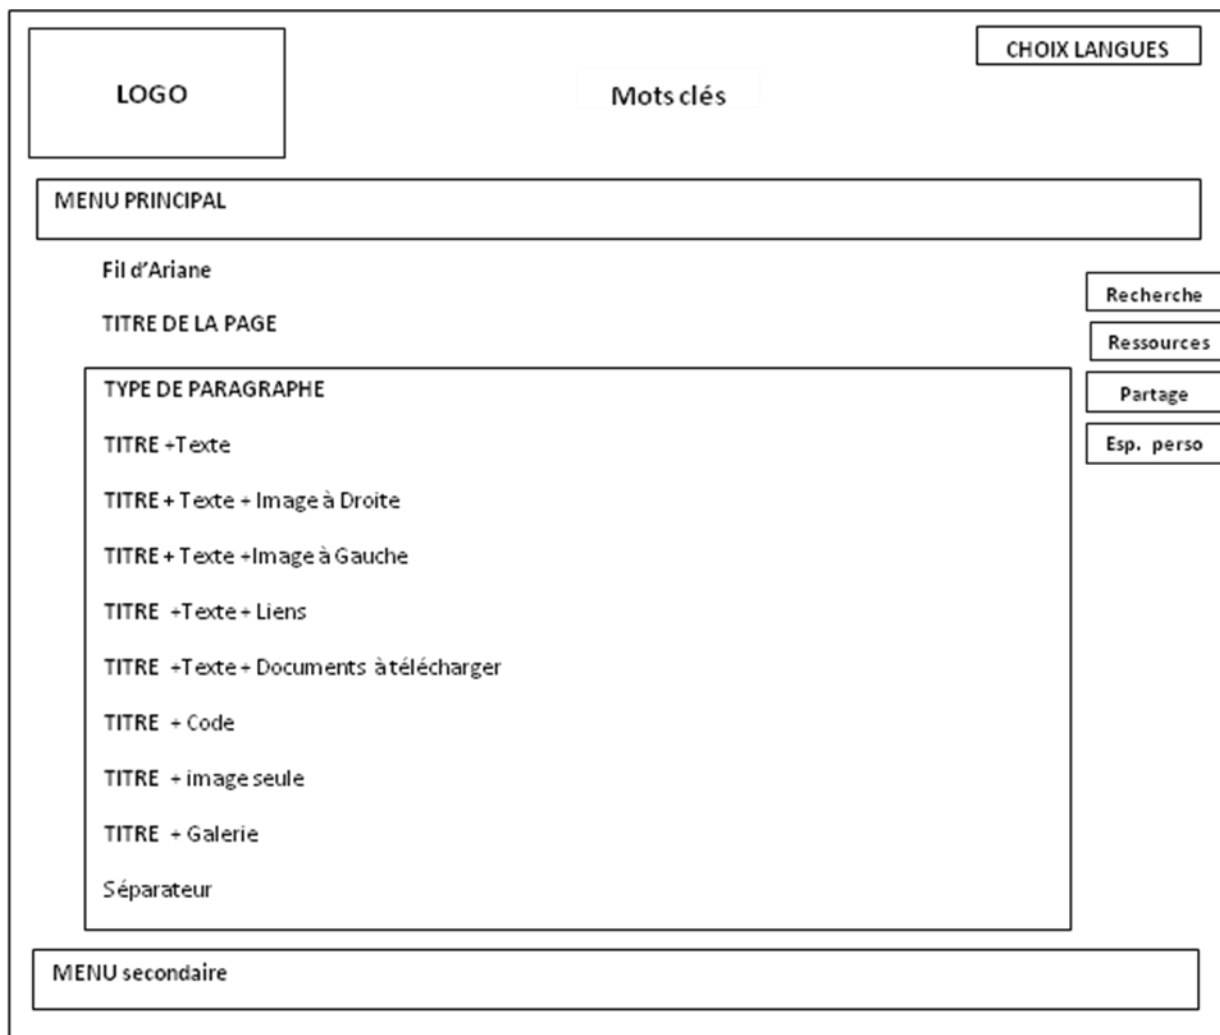 LOGO
Mots clés
CHOIX LANGUES
MENU PRINCIPAL
Fil d'Ariane
TITRE DE LA PAGE
Recherche
Ressources
Partage
Esp. perso
TYPE DE PARAGRAPHE
TITRE +Texte
TITRE + Texte + Image à Droite
TITRE + Texte +Image à Gauche
TITRE +Texte + Liens
TITRE +Texte + Documents à télécharger
TITRE + Code
TITRE + image seule
TITRE + Galerie
Séparateur
MENU secondaire